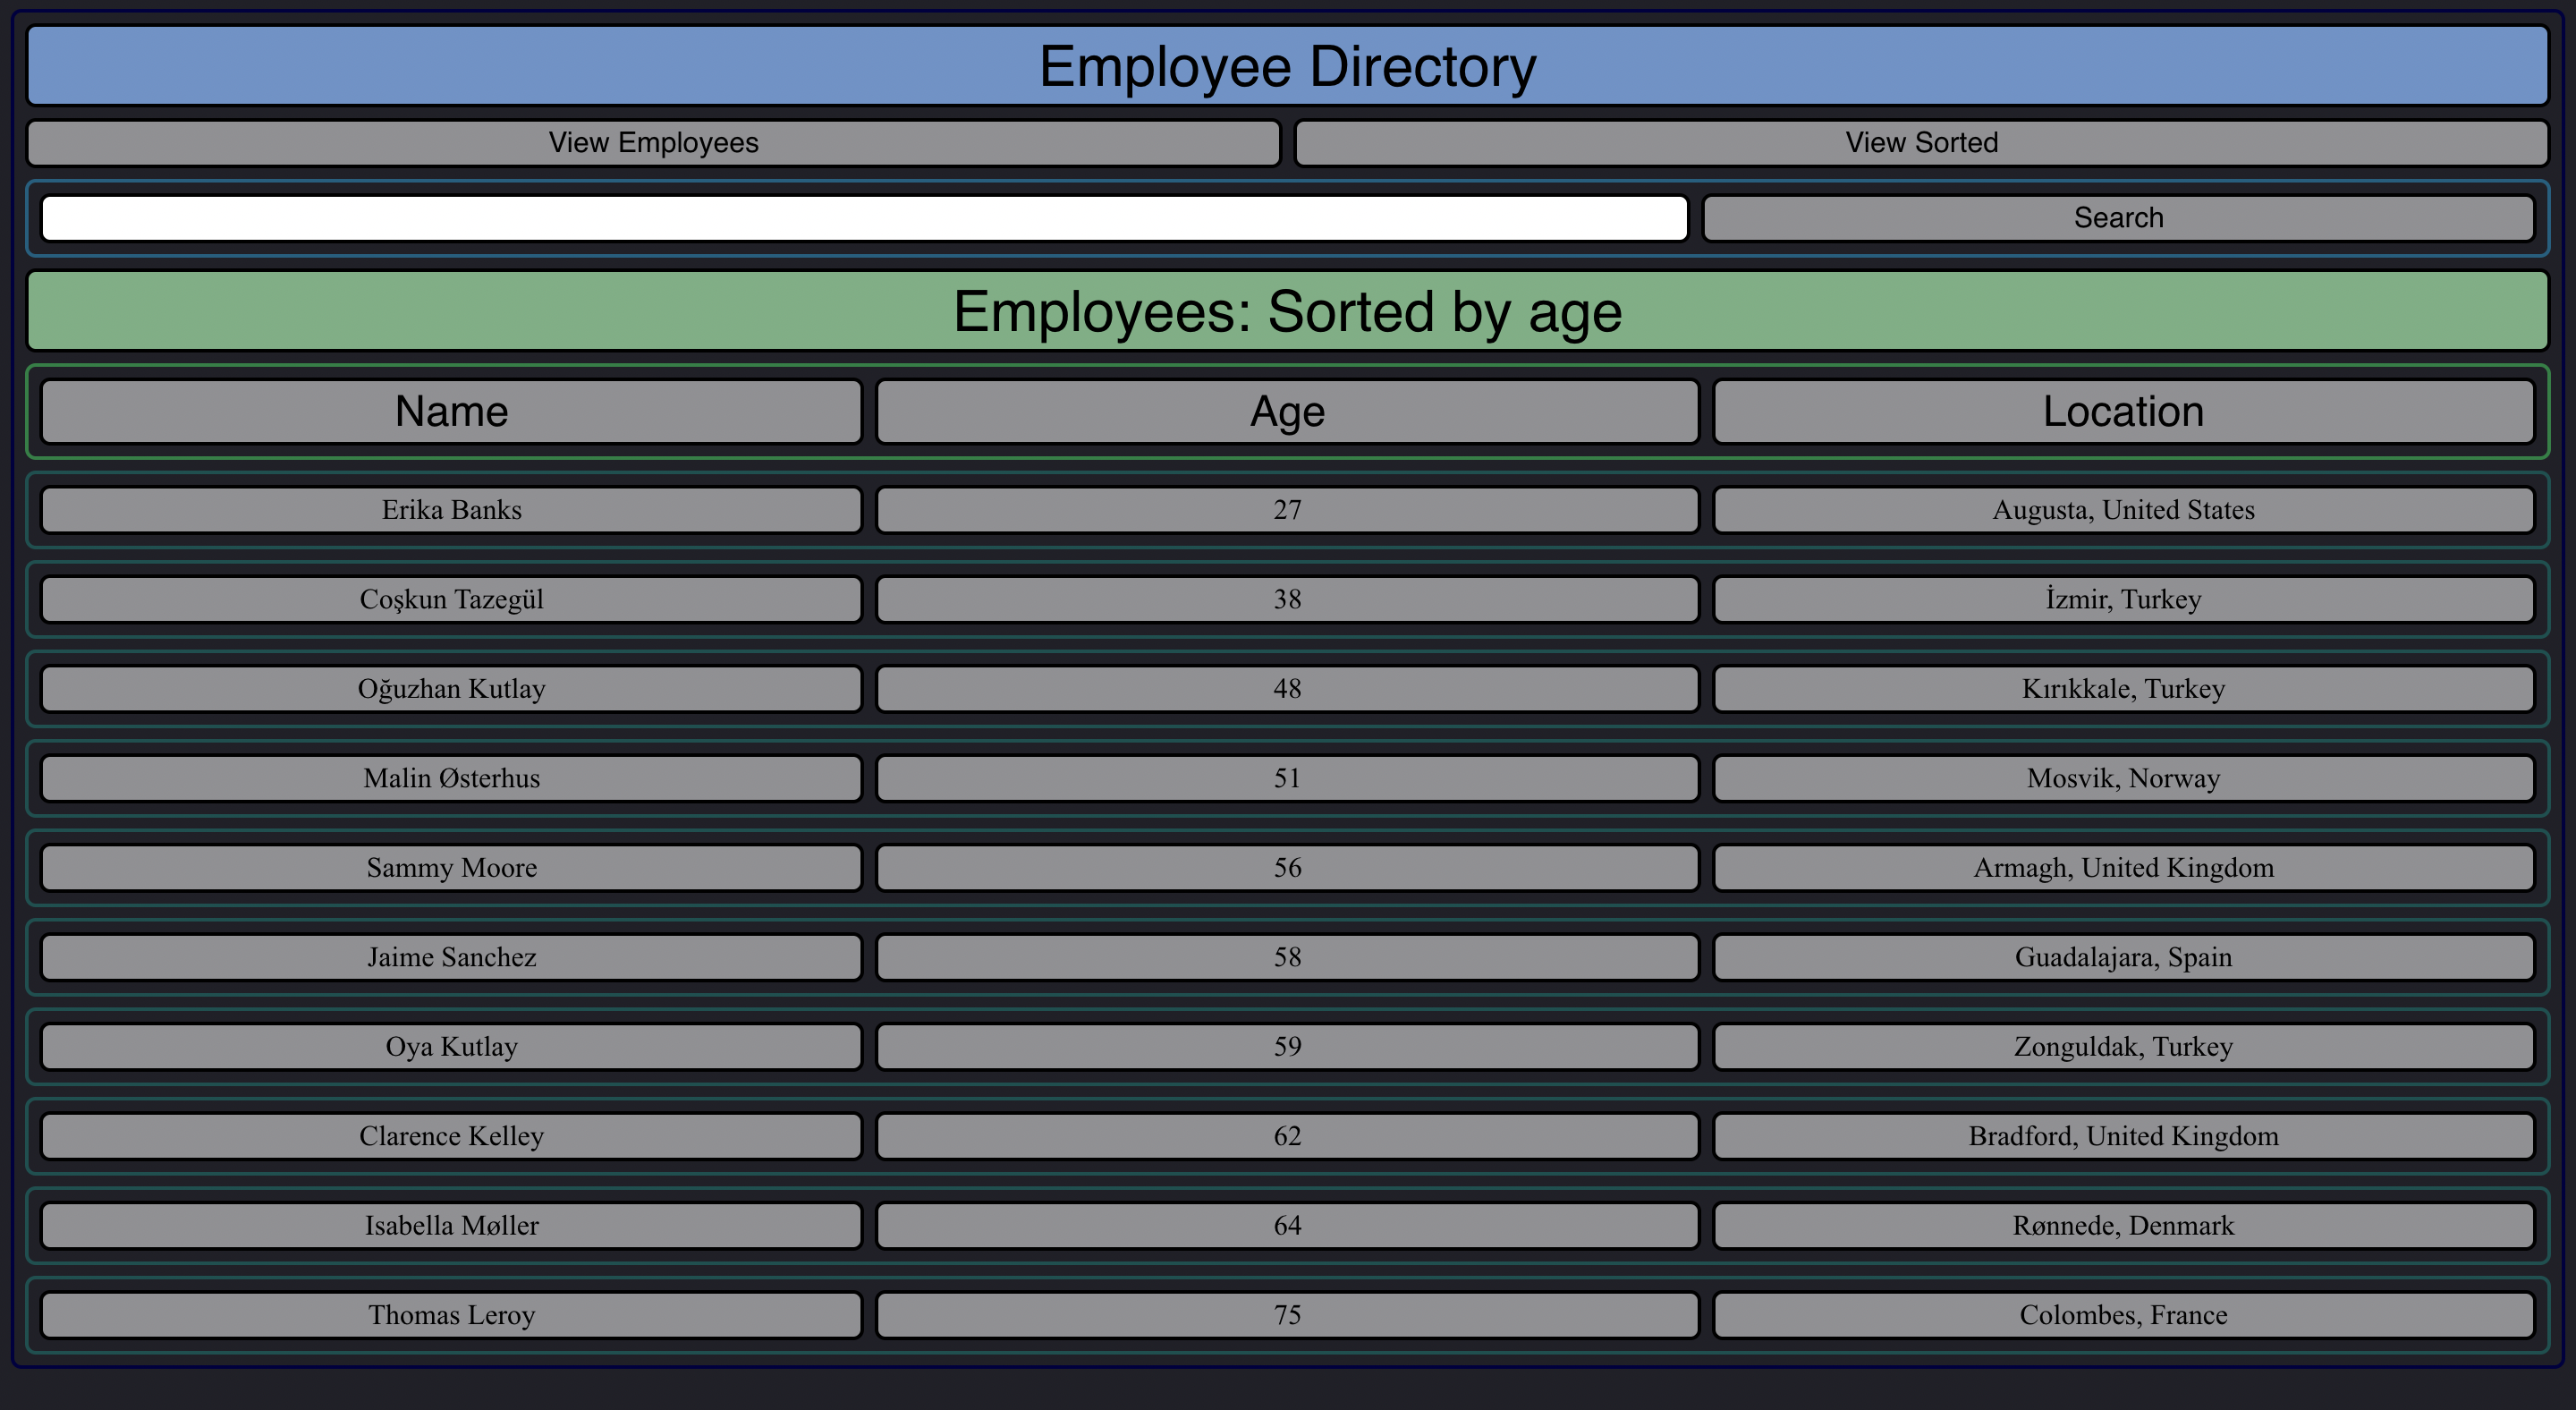 Employee Directory
View Employees View Sorted
Search
Employees: Sorted by age
Name Age Location
Erika Banks 27 Augusta, United States
Coşkun Tazegül 38 İzmir, Turkey
Oğuzhan Kutlay 48 Kırıkkale, Turkey
Malin Østerhus 51 Mosvik, Norway
Sammy Moore 56 Armagh, United Kingdom
Jaime Sanchez 58 Guadalajara, Spain
Oya Kutlay 59 Zonguldak, Turkey
Clarence Kelley 62 Bradford, United Kingdom
Isabella Møller 64 Rønnede, Denmark
Thomas Leroy 75 Colombes, France